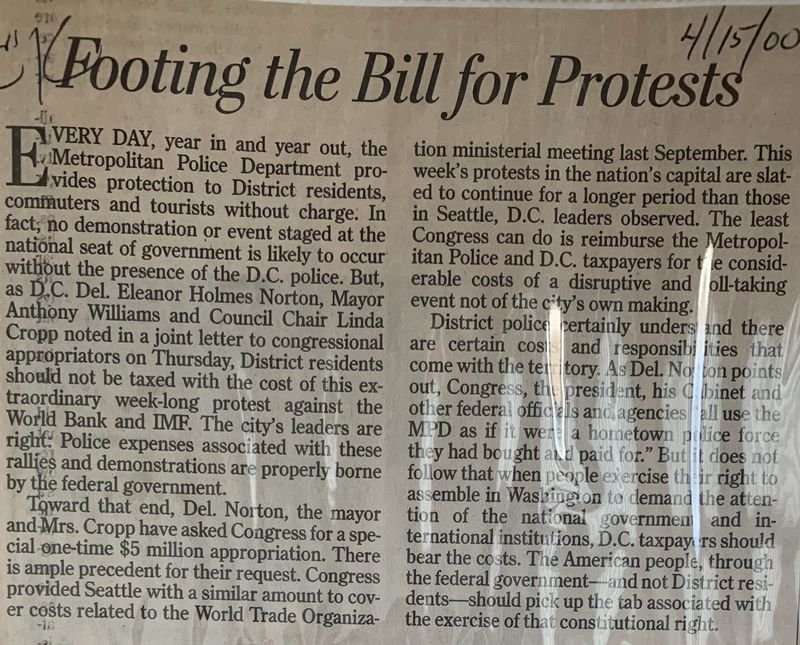 4/15/00
Footing the Bill for Protests
EVERY DAY, year in and year out, the
Metropolitan Police Department pro-
vides protection to District residents,
commuters and tourists without charge. In
fact, no demonstration or event staged at the
national seat of government is likely to occur
without the presence of the D.C. police. But,
as D.C. Del. Eleanor Holmes Norton, Mayor
Anthony Williams and Council Chair Linda
Cropp noted in a joint letter to congressional
appropriators on Thursday, District residents
should not be taxed with the cost of this ex-
traordinary week-long protest against the
World Bank and IMF. The city's leaders are
right: Police expenses associated with these
rallies and demonstrations are properly borne
by the federal government.
Toward that end, Del. Norton, the mayor
and Mrs. Cropp have asked Congress for a spe-
cial one-time $5 million appropriation. There
is ample precedent for their request. Congress
provided Seattle with a similar amount to cov-
er costs related to the World Trade Organiza-
tion ministerial meeting last September. This
week's protests in the nation's capital are slat-
ed to continue for a longer period than those
in Seattle, D.C. leaders observed. The least
Congress can do is reimburse the Metropol-
itan Police and D.C. taxpayers for the consid-
erable costs of a disruptive and toll-taking
event not of the city's own making.
District police certainly understand there
are certain costs and responsibilities that
come with the territory. As Del. Norton points
out, Congress, the president, his Cabinet and
other federal officials and agencies all use the
MPD as if it were a hometown police force
they had bought and paid for." But it does not
follow that when people exercise their right to
assemble in Washington to demand the atten-
tion of the national government and in-
ternational institutions, D.C. taxpayers should
bear the costs. The American people, through
the federal government—and not District resi-
dents—should pick up the tab associated with
the exercise of that constitutional right.